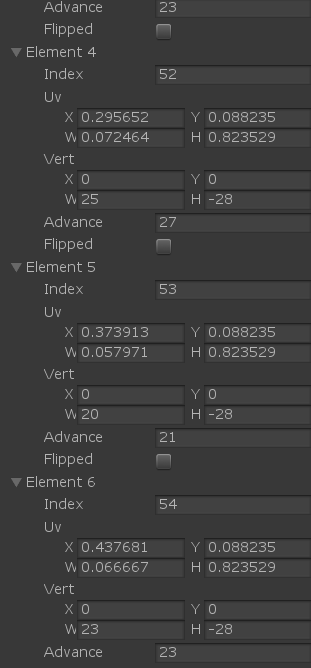 Advance 23
Flipped
Element 4
Index 52
Uv
X 0.295652 Y 0.088235
W 0.072464 H 0.823529
Vert
X 0 Y 0
W 25 H -28
Advance 27
Flipped
Element 5
Index 53
Uv
X 0.373913 Y 0.088235
W 0.057971 H 0.823529
Vert
X 0 Y 0
W 20 H -28
Advance 21
Flipped
Element 6
Index 54
Uv
X 0.437681 Y 0.088235
W 0.066667 H 0.823529
Vert
X 0 Y 0
W 23 H -28
Advance 23